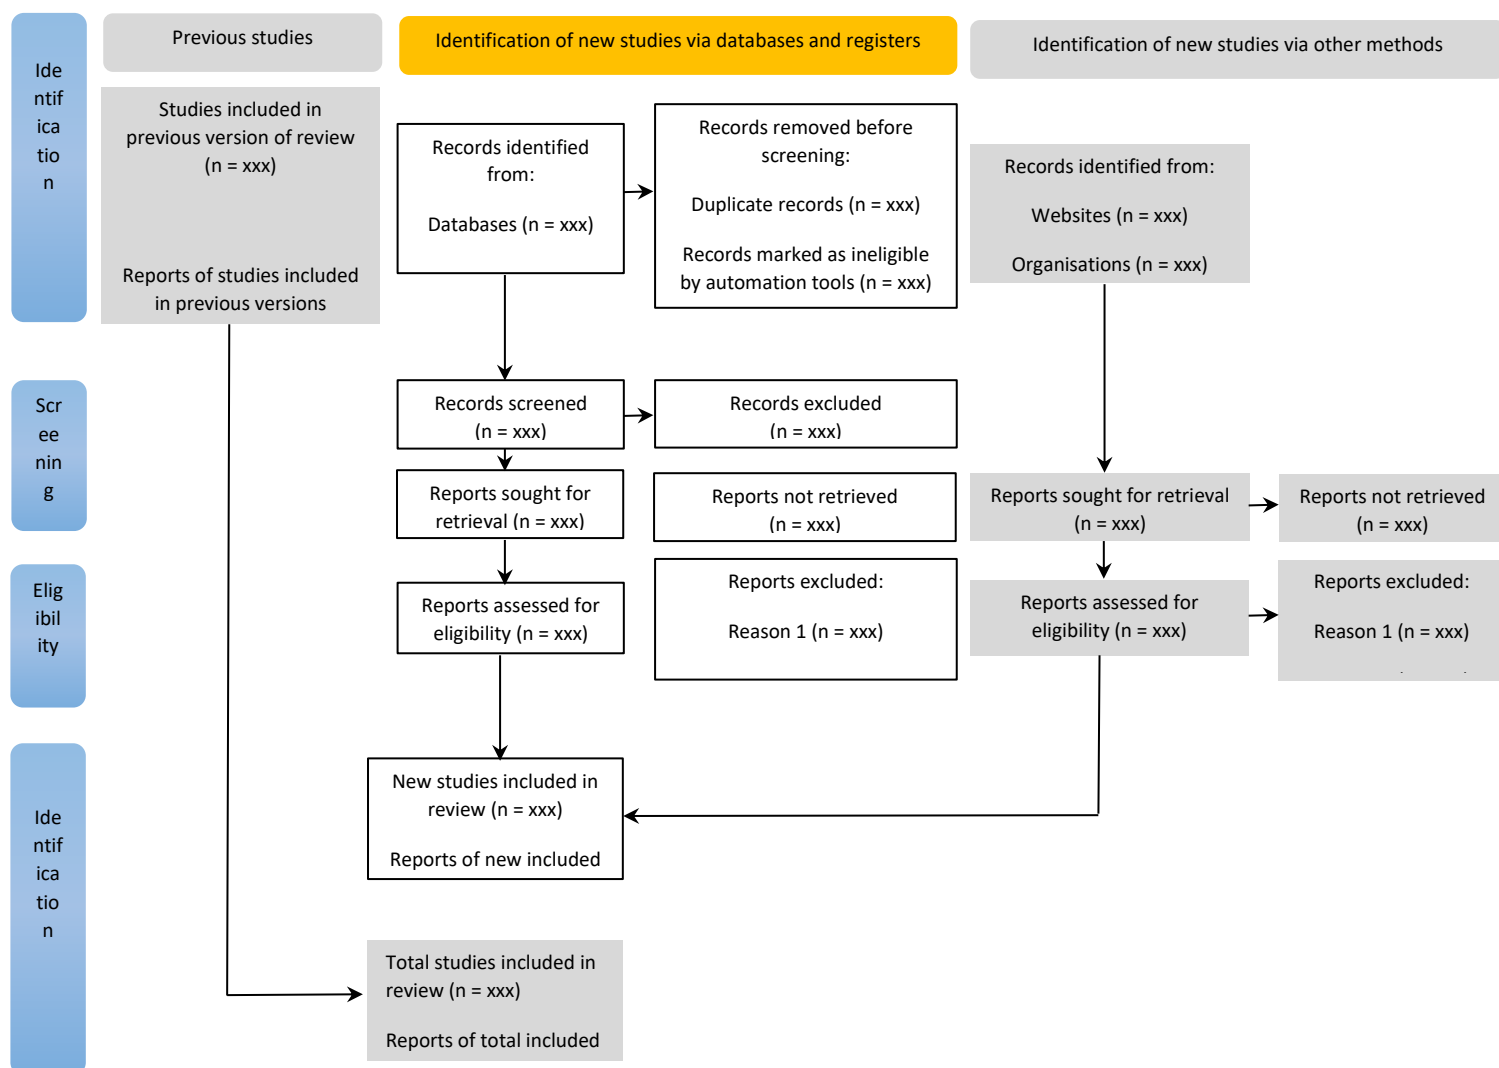 Previous studies
Identification of new studies via databases and registers
Identification of new studies via other methods
Ide
ntif
ica
tio
n
Studies included in
previous version of review
(n = xxx)
Reports of studies included
in previous versions
Records identified
from:
Databases (n = xxx)
Records removed before
screening:
Duplicate records (n = xxx)
Records marked as ineligible
by automation tools (n = xxx)
Records identified from:
Websites (n = xxx)
Organisations (n = xxx)
Scr
ee
nin
g
Records screened
(n = xxx)
Records excluded
(n = xxx)
Reports sought for
retrieval (n = xxx)
Reports not retrieved
(n = xxx)
Reports sought for retrieval
(n = xxx)
Reports not retrieved
(n = xxx)
Elig
ibil
ity
Reports assessed for
eligibility (n = xxx)
Reports excluded:
Reason 1 (n = xxx)
Reports assessed for
eligibility (n = xxx)
Reports excluded:
Reason 1 (n = xxx)
Ide
ntif
ica
tio
n
New studies included in
review (n = xxx)
Reports of new included
Total studies included in
review (n = xxx)
Reports of total included